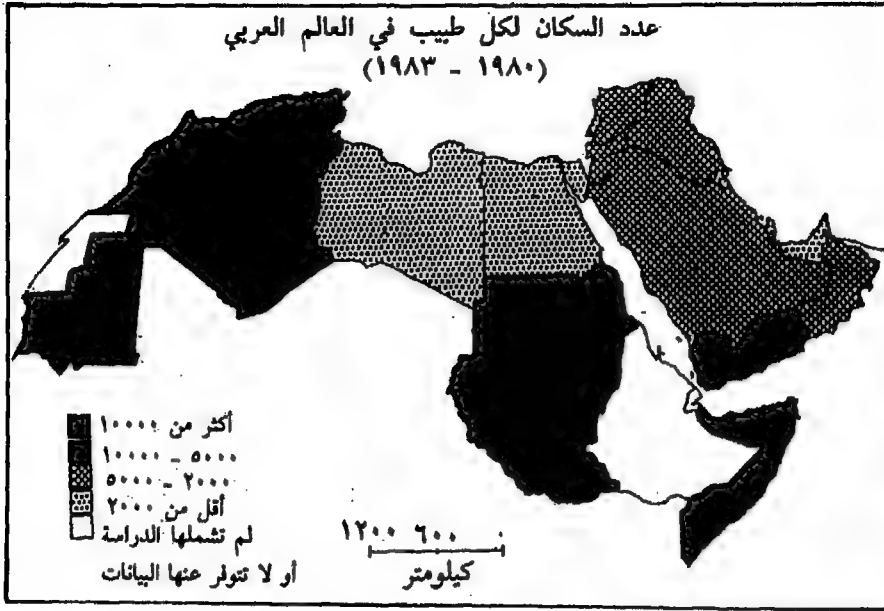 عدد السكان لكل طبيب في العالم العربي
(١٩٨٠ - ١٩٨٣)
أكثر من ١٠٠٠٠
٥٠٠٠ - ١٠٠٠٠
٢٠٠٠ - ٥٠٠٠
أقل من ٢٠٠٠
لم تشملها الدراسة
أو لا تتوفر عنها البيانات
١٢٠٠ ٦٠٠ ٠
كيلومتر